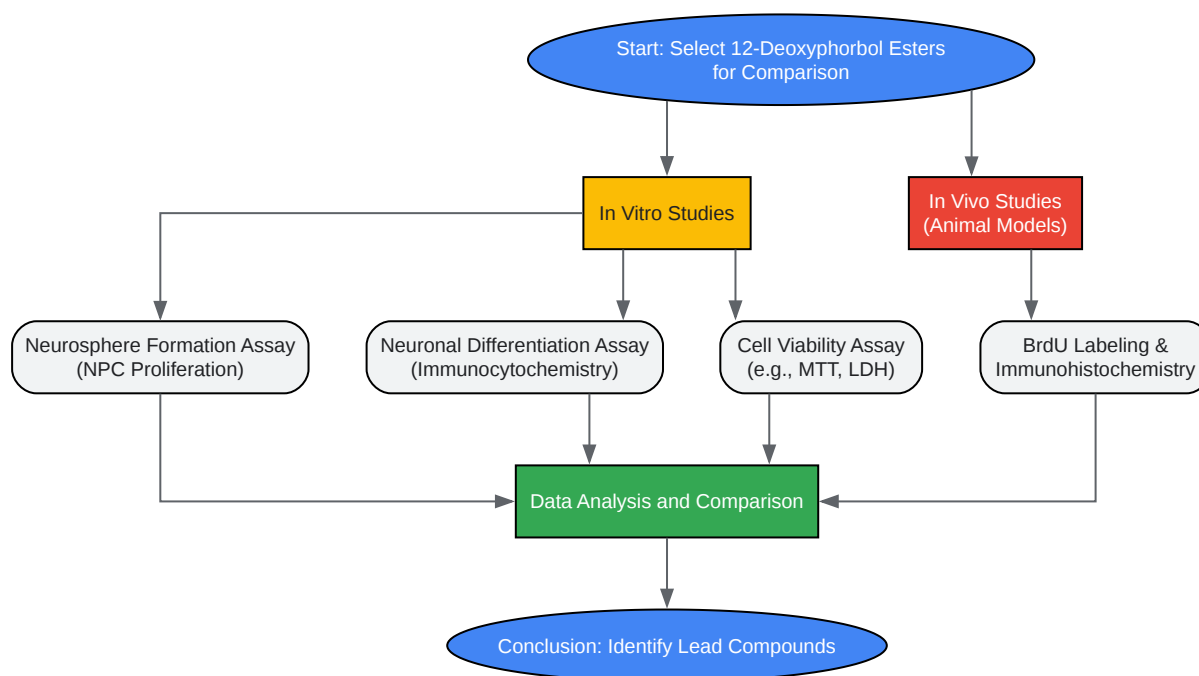 Start: Select 12-Deoxyphorbol Esters
for Comparison
In Vitro Studies
In Vivo Studies
(Animal Models)
Neurosphere Formation Assay
(NPC Proliferation)
Neuronal Differentiation Assay
(Immunocytochemistry)
Cell Viability Assay
(e.g., MTT, LDH)
BrdU Labeling &
Immunohistochemistry
Data Analysis and Comparison
Conclusion: Identify Lead Compounds